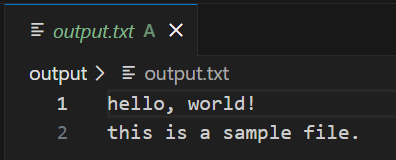 output.txt A
output > output.txt
1 hello, world!
2 this is a sample file.